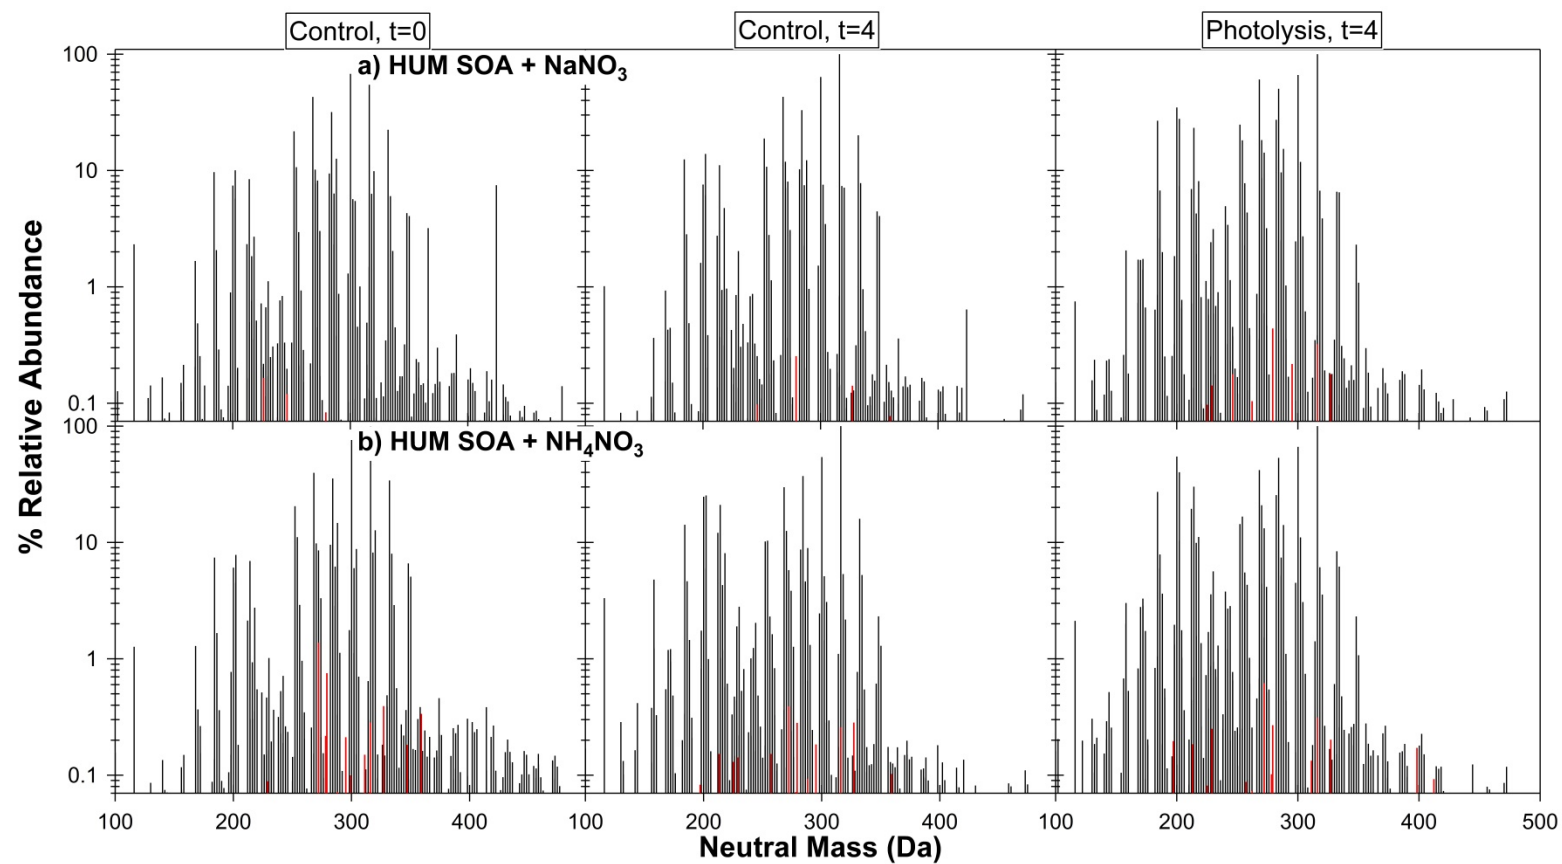 Control, t=0 Control, t=4 Photolysis, t=4
a) HUM SOA + NaNO3
100
10
1
0.1
% Relative Abundance
b) HUM SOA + NH4NO3
100
10
1
0.1
100 200 300 400 100 200 300 400 100 200 300 400 500
Neutral Mass (Da)